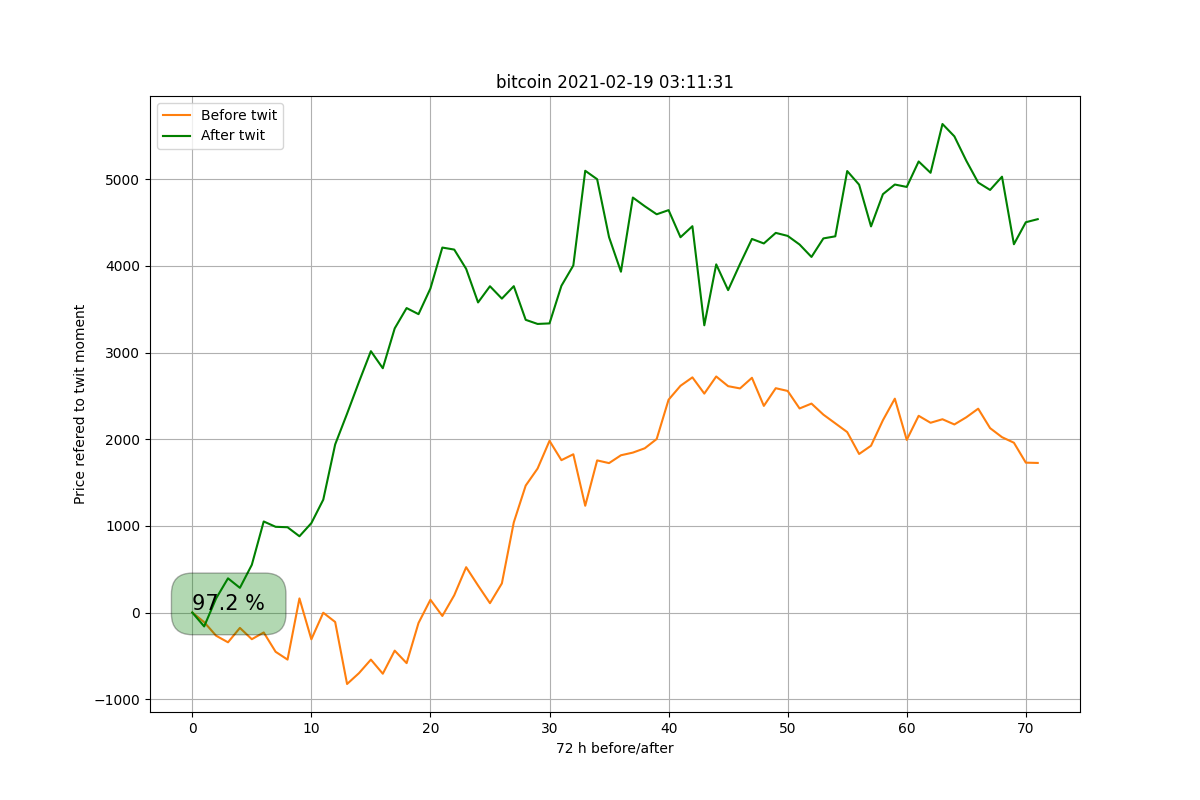 bitcoin 2021-02-19 03:11:31
Before twit
After twit
Price refered to twit moment
5000
4000
3000
2000
1000
0
−1000
97.2 %
0 10 20 30 40 50 60 70
72 h before/after